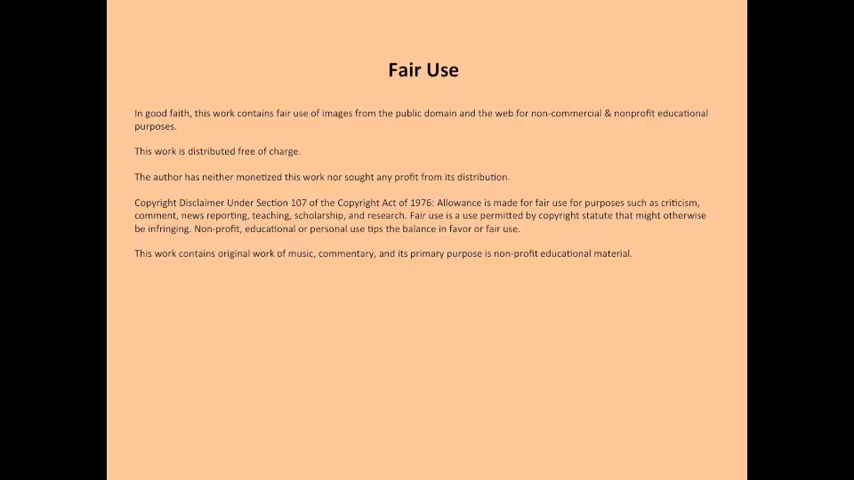 Fair Use
In good faith, this work contains fair use of images from the public domain and the web for non-commercial & nonprofit educational
purposes.
This work is distributed free of charge.
The author has neither monetized this work nor sought any profit from its distribution.
Copyright Disclaimer Under Section 107 of the Copyright Act of 1976: Allowance is made for fair use for purposes such as criticism,
comment, news reporting, teaching, scholarship, and research. Fair use is a use permitted by copyright statute that might otherwise
be infringing. Non-profit, educational or personal use tips the balance in favor or fair use.
This work contains original work of music, commentary, and its primary purpose is non-profit educational material.